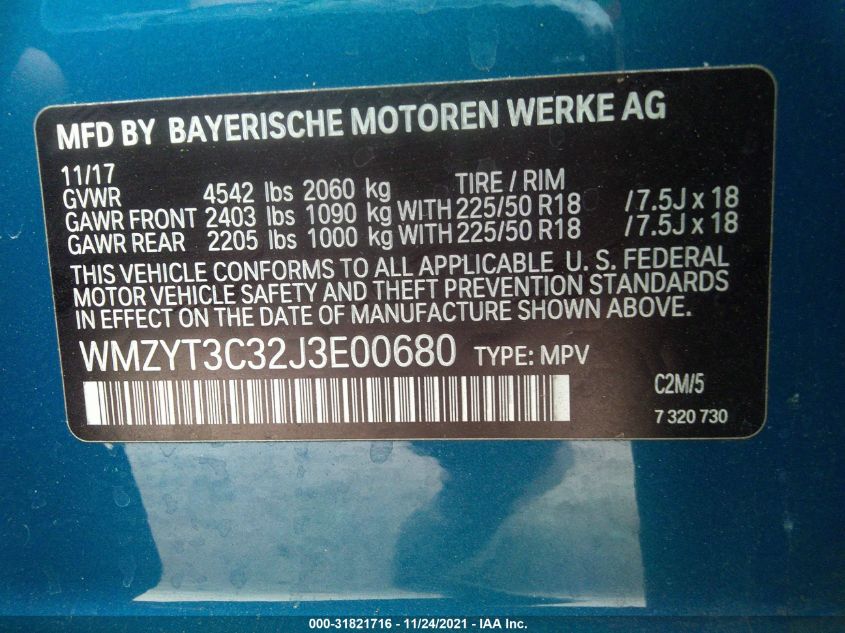 MFD BY BAYERISCHE MOTOREN WERKE AG
11/17
GVWR 4542 lbs 2060 kg TIRE / RIM
GAWR FRONT 2403 lbs 1090 kg WITH 225/50 R18 /7.5J x 18
GAWR REAR 2205 lbs 1000 kg WITH 225/50 R18 /7.5J x 18
THIS VEHICLE CONFORMS TO ALL APPLICABLE U. S. FEDERAL
MOTOR VEHICLE SAFETY AND THEFT PREVENTION STANDARDS
IN EFFECT ON THE DATE OF MANUFACTURE SHOWN ABOVE.
WMZYT3C32J3E00680 TYPE: MPV
C2M/5
7 320 730
000-31821716 - 11/24/2021 - IAA Inc.